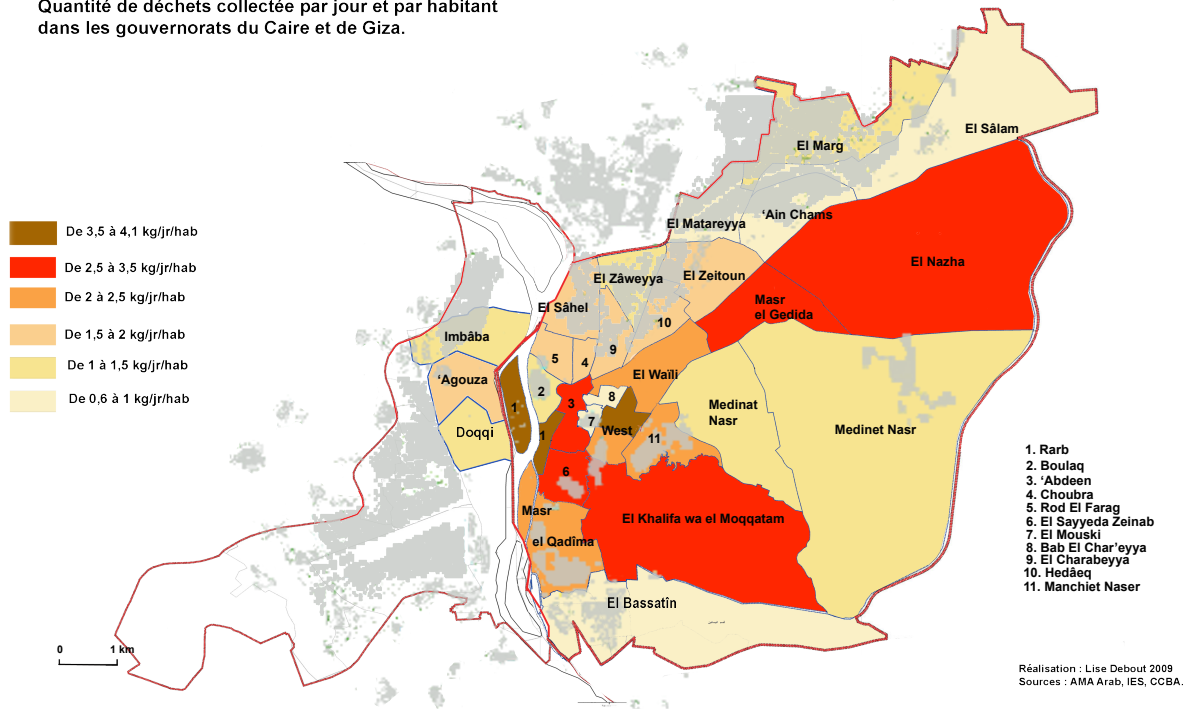 Quantité de déchets collectée par jour et par habitant
dans les gouvernorats du Caire et de Giza.
De 3,5 à 4,1 kg/jr/hab
De 2,5 à 3,5 kg/jr/hab
De 2 à 2,5 kg/jr/hab
De 1,5 à 2 kg/jr/hab
De 1 à 1,5 kg/jr/hab
De 0,6 à 1 kg/jr/hab
El Sâlam
El Marg
‘Ain Chams
El Matareyya
El Nazha
El Zeitoun
El Zâweyya
Masr
el Gedida
El Sâhel
10
Imbâba
9
5
4
El Waïli
‘Agouza
2
8
3
1
Medinat
Nasr
7
West
Medinet Nasr
Doqqi
1
11
6
Masr
el Qadîma
El Khalifa wa el Moqqatam
El Bassatîn
1. Rarb
2. Boulaq
3. ‘Abdeen
4. Choubra
5. Rod El Farag
6. El Sayyeda Zeinab
7. El Mouski
8. Bab El Char’eyya
9. El Charabeyya
10. Hedâeq
11. Manchiet Naser
0 1 km
Réalisation : Lise Debout 2009
Sources : AMA Arab, IES, CCBA.